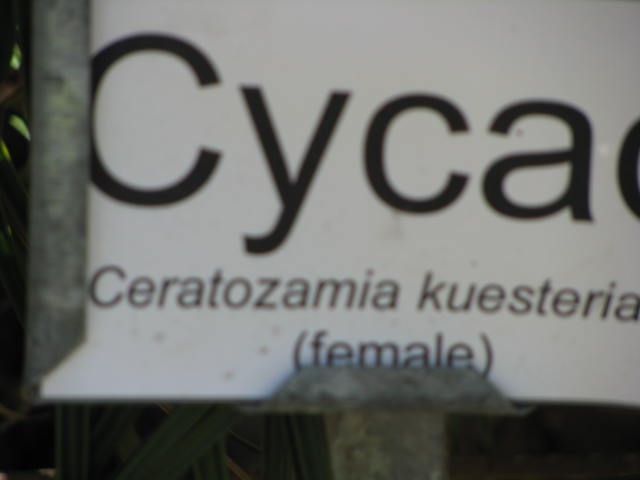 Cycad
Ceratozamia kuesteria
(female)